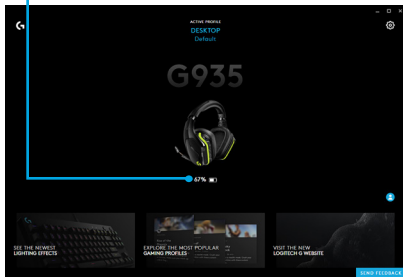 ACTIVE PROFILE
DESKTOP
Default
G935
67%
SEE THE NEWEST
LIGHTING EFFECTS
EXPLORE THE MOST POPULAR
GAMING PROFILES
VISIT THE NEW
LOGITECH G WEBSITE
SEND FEEDBACK